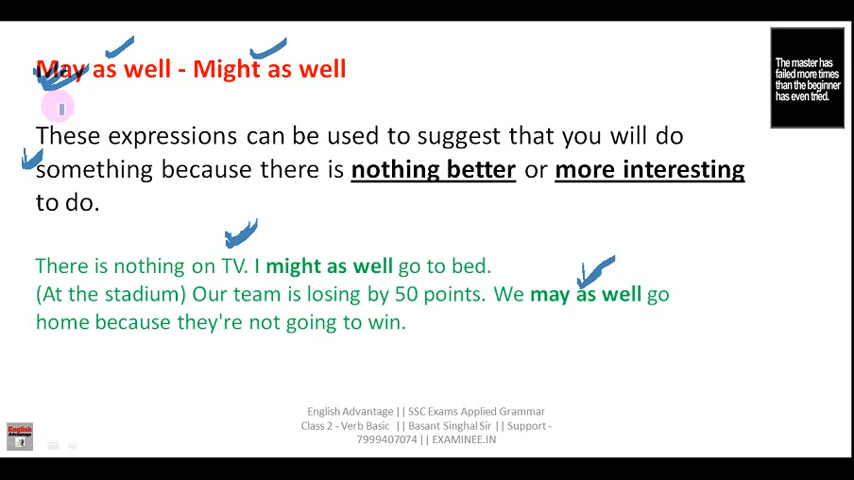 May as well - Might as well
The master has
failed more times
than the beginner
has even tried.
These expressions can be used to suggest that you will do
something because there is nothing better or more interesting
to do.
There is nothing on TV. I might as well go to bed.
(At the stadium) Our team is losing by 50 points. We may as well go
home because they're not going to win.
English Advantage || SSC Exams Applied Grammar
Class 2 - Verb Basic || Basant Singhal Sir || Support -
7999407074 || EXAMINEE.IN
English
Advantage